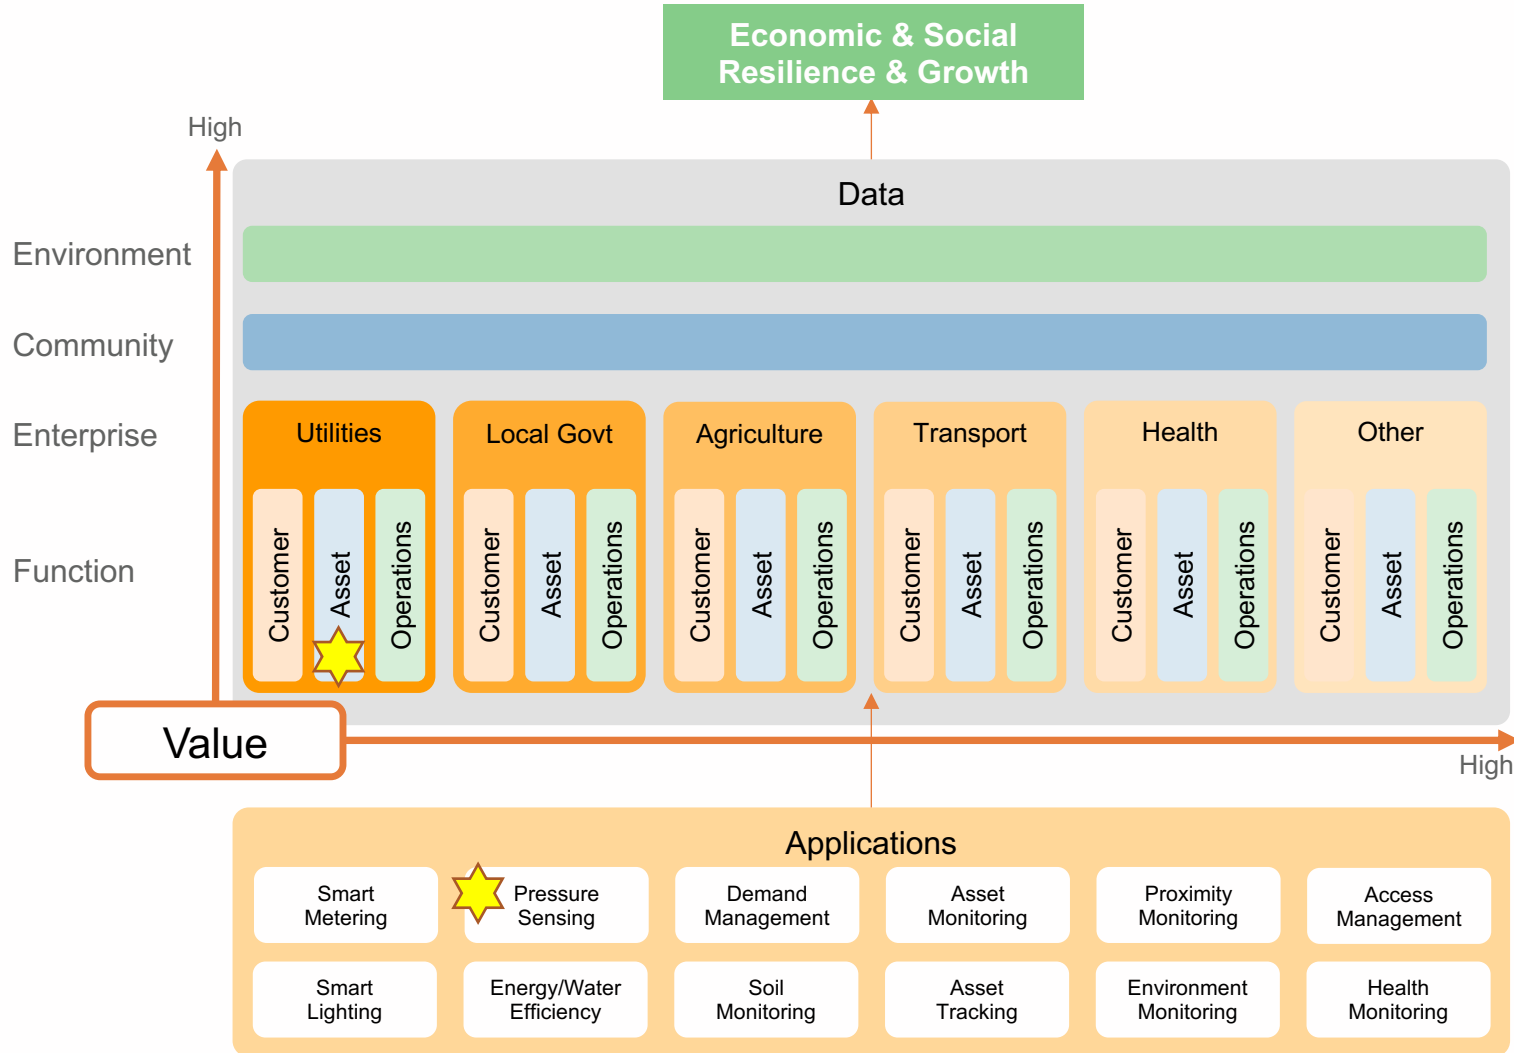 Economic & Social
Resilience & Growth
High
Data
Environment
Community
Enterprise
Utilities
Local Govt
Agriculture
Transport
Health
Other
Function
Customer
Asset
Operations
Customer
Asset
Operations
Customer
Asset
Operations
Customer
Asset
Operations
Customer
Asset
Operations
Customer
Asset
Operations
Value
High
Applications
Smart
Metering
Pressure
Sensing
Demand
Management
Asset
Monitoring
Proximity
Monitoring
Access
Management
Smart
Lighting
Energy/Water
Efficiency
Soil
Monitoring
Asset
Tracking
Environment
Monitoring
Health
Monitoring